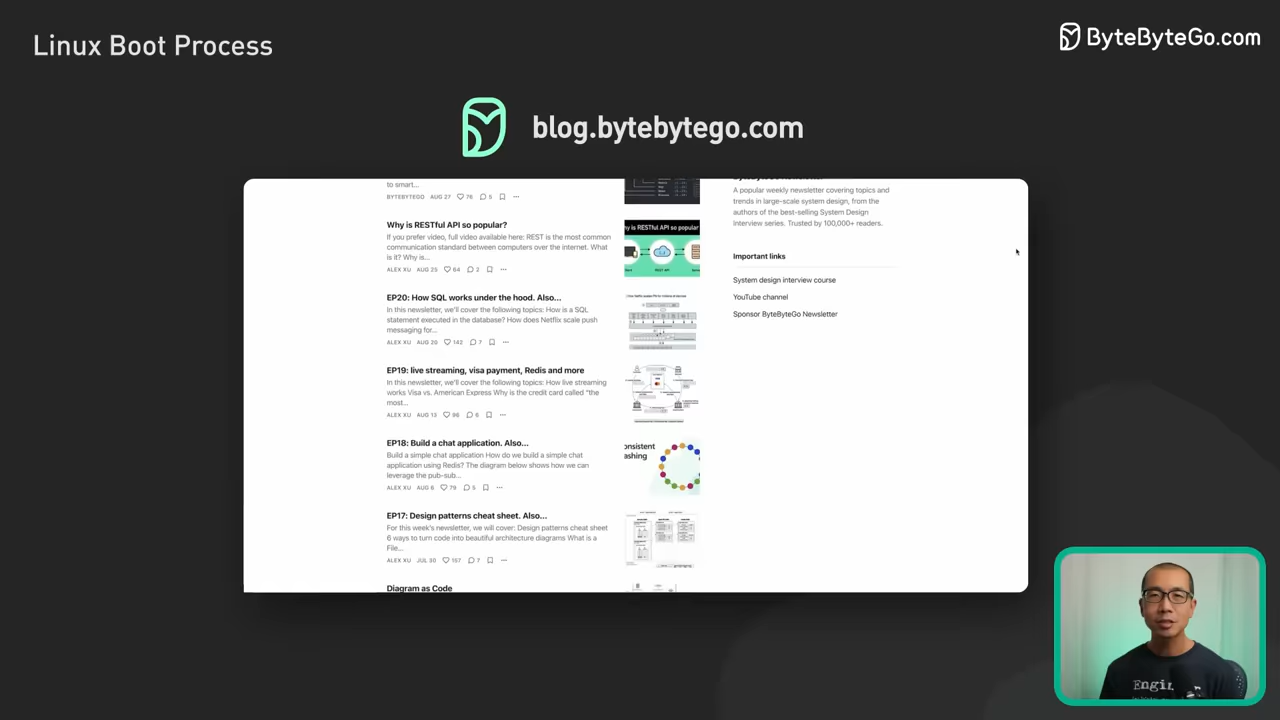 Linux Boot Process
ByteByteGo.com
blog.bytebytego.com
to smart...
BYTEBYTEGO AUG 27 76 5
Why is RESTful API so popular?
If you prefer video, full video available here: REST is the most common
communication standard between computers over the internet. What
is it? Why is...
ALEX XU AUG 25 64 2
EP20: How SQL works under the hood. Also...
In this newsletter, we'll cover the following topics: How is a SQL
statement executed in the database? How does Netflix scale push
messaging for...
ALEX XU AUG 20 142 7
EP19: live streaming, visa payment, Redis and more
In this newsletter, we'll cover the following topics: How live streaming
works Visa vs. American Express Why is the credit card called "the
most...
ALEX XU AUG 13 96 6
EP18: Build a chat application. Also...
Build a simple chat application How do we build a simple chat
application using Redis? The diagram below shows how we can
leverage the pub-sub...
ALEX XU AUG 6 79 5
EP17: Design patterns cheat sheet. Also...
For this week's newsletter, we will cover: Design patterns cheat sheet
6 ways to turn code into beautiful architecture diagrams What is a
File...
ALEX XU JUL 30 157 7
Diagram as Code
hy is RESTful API so popular
REST API
onsistent
ashing
A popular weekly newsletter covering topics and
trends in large-scale system design, from the
authors of the best-selling System Design
Interview series. Trusted by 100,000+ readers.
Important links
System design interview course
YouTube channel
Sponsor ByteByteGo Newsletter
Engi